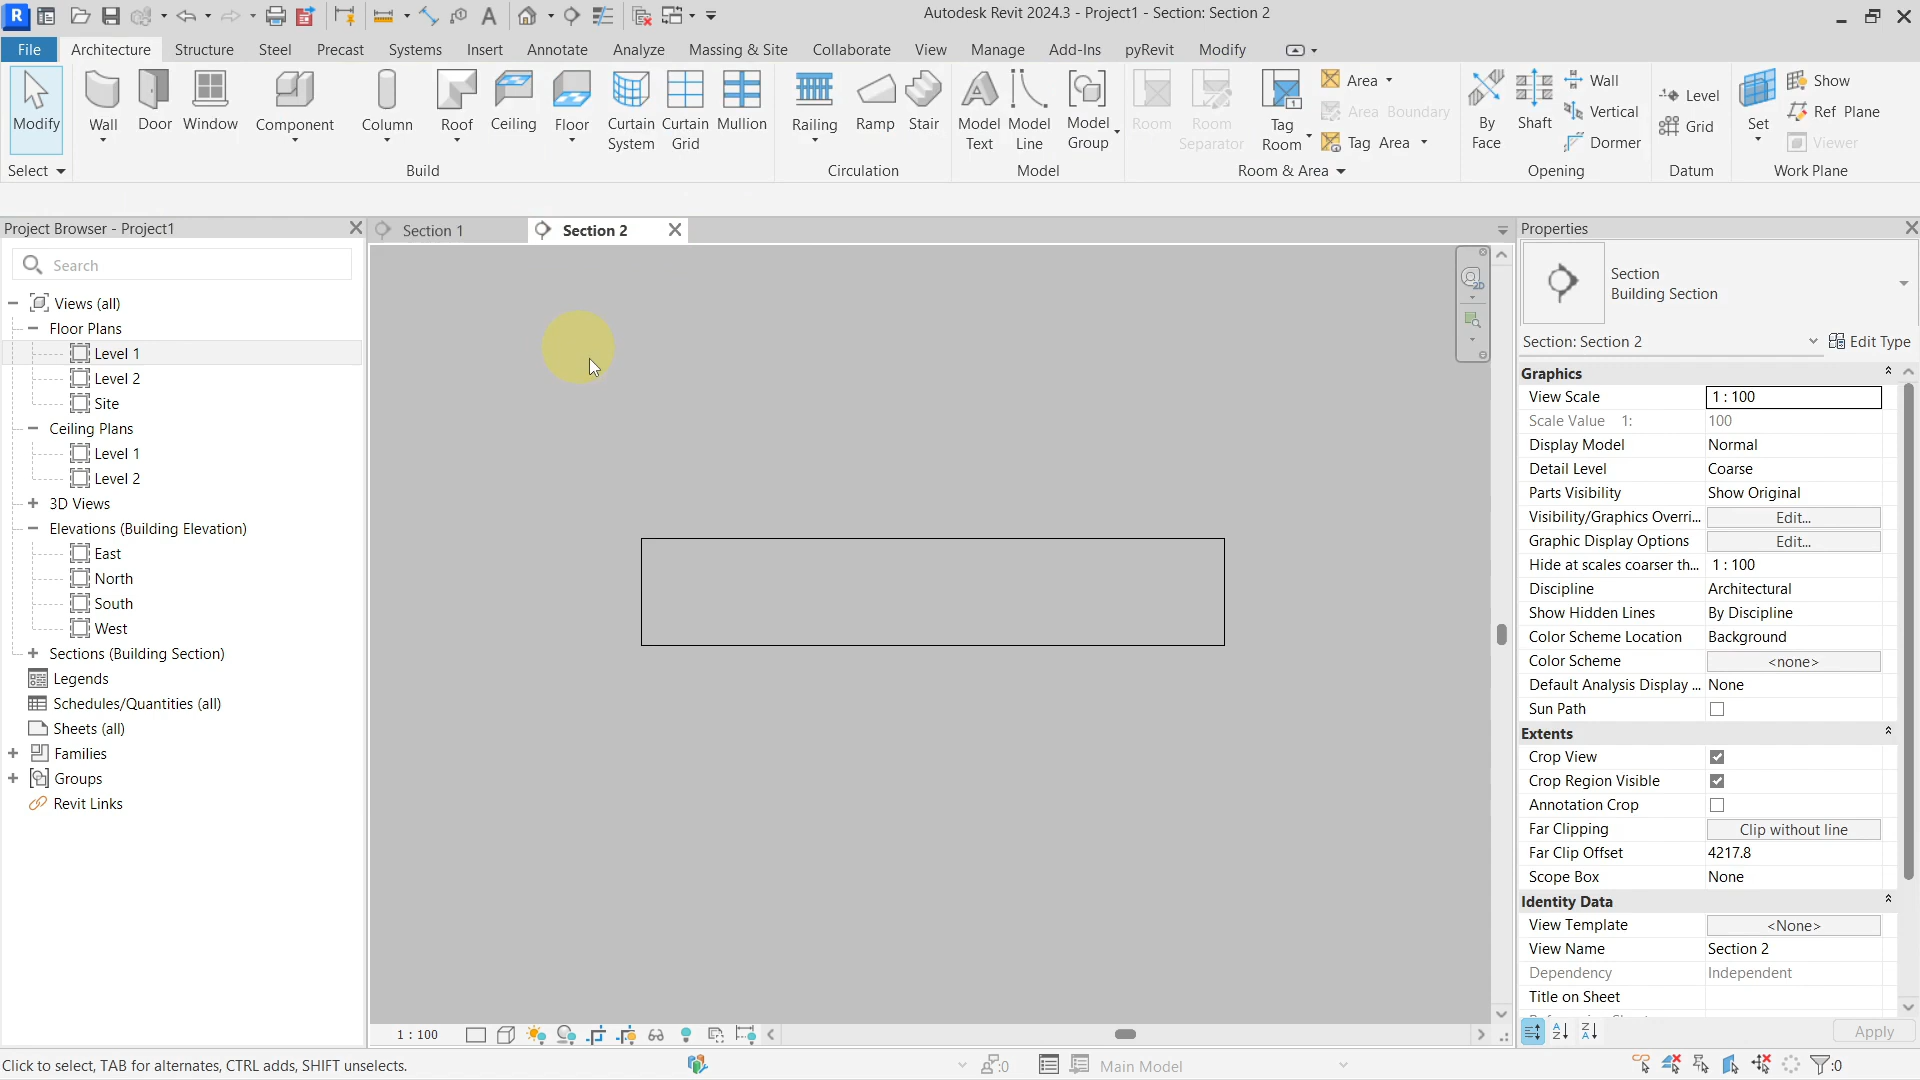 Autodesk Revit 2024.3 - Project1 - Section: Section 2
File Architecture Structure Steel Precast Systems Insert Annotate Analyze Massing & Site Collaborate View Manage Add-Ins pyRevit Modify
Modify
Wall
Door
Window
Component
Column
Roof
Ceiling
Floor
Curtain System
Curtain Grid
Mullion
Railing
Ramp
Stair
Model Text
Model Line
Model Group
Room
Room Separator
Tag Room
Area
Area Boundary
Tag Area
By Face
Shaft
Wall
Vertical
Dormer
Level
Grid
Set
Show
Ref Plane
Viewer
Select
Build
Circulation
Model
Room & Area
Opening
Datum
Work Plane
Project Browser - Project1
Search
Views (all)
Floor Plans
Level 1
Level 2
Site
Ceiling Plans
Level 1
Level 2
3D Views
Elevations (Building Elevation)
East
North
South
West
Sections (Building Section)
Legends
Schedules/Quantities (all)
Sheets (all)
Families
Groups
Revit Links
Section 1
Section 2
2D
Properties
Section
Building Section
Section: Section 2
Edit Type
Graphics
View Scale 1 : 100
Scale Value 1: 100
Display Model Normal
Detail Level Coarse
Parts Visibility Show Original
Visibility/Graphics Overri... Edit...
Graphic Display Options Edit...
Hide at scales coarser th... 1 : 100
Discipline Architectural
Show Hidden Lines By Discipline
Color Scheme Location Background
Color Scheme <none>
Default Analysis Display ... None
Sun Path
Extents
Crop View
Crop Region Visible
Annotation Crop
Far Clipping Clip without line
Far Clip Offset 4217.8
Scope Box None
Identity Data
View Template <None>
View Name Section 2
Dependency Independent
Title on Sheet
Apply
1 : 100
Click to select, TAB for alternates, CTRL adds, SHIFT unselects.
:0
Main Model
:0